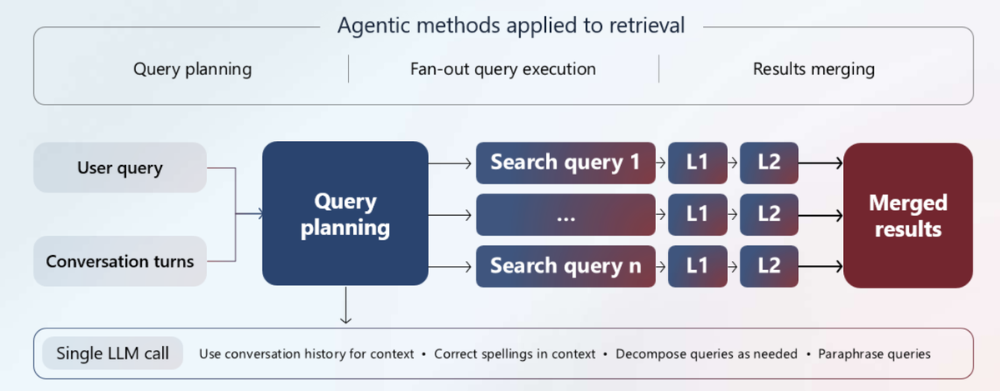 Agentic methods applied to retrieval
Query planning
Fan-out query execution
Results merging
User query
Conversation turns
Query
planning
Search query 1
L1
L2
...
L1
L2
Search query n
L1
L2
Merged
results
Single LLM call
Use conversation history for context • Correct spellings in context • Decompose queries as needed • Paraphrase queries